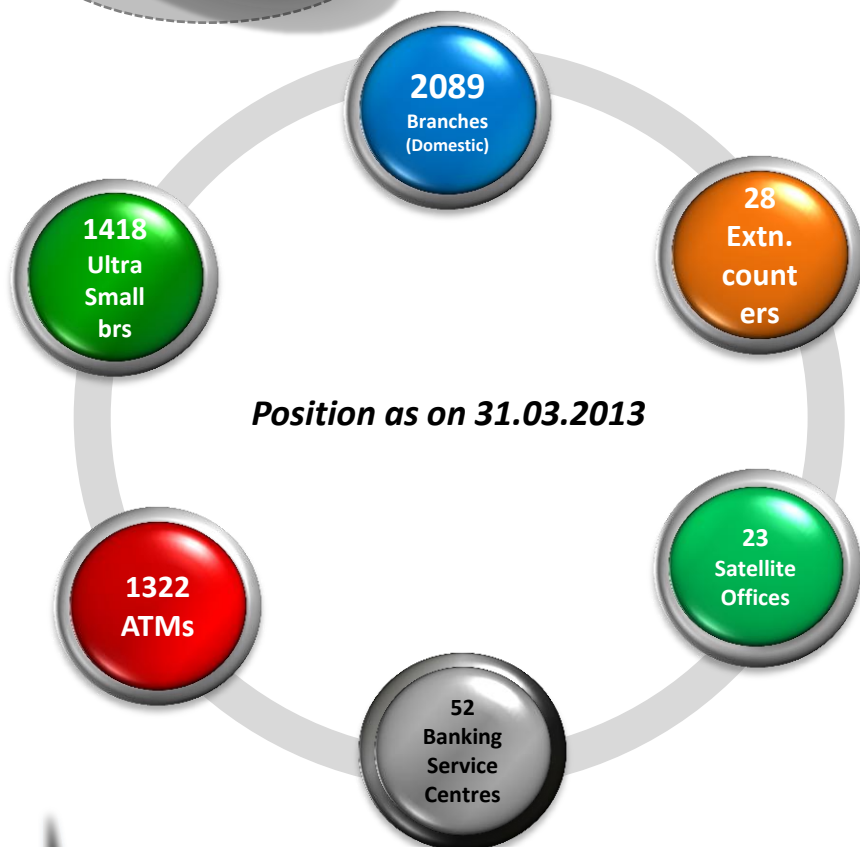 2089
Branches
(Domestic)
28
Extn.
count
ers
1418
Ultra
Small
brs
Position as on 31.03.2013
23
Satellite
Offices
1322
ATMs
52
Banking
Service
Centres